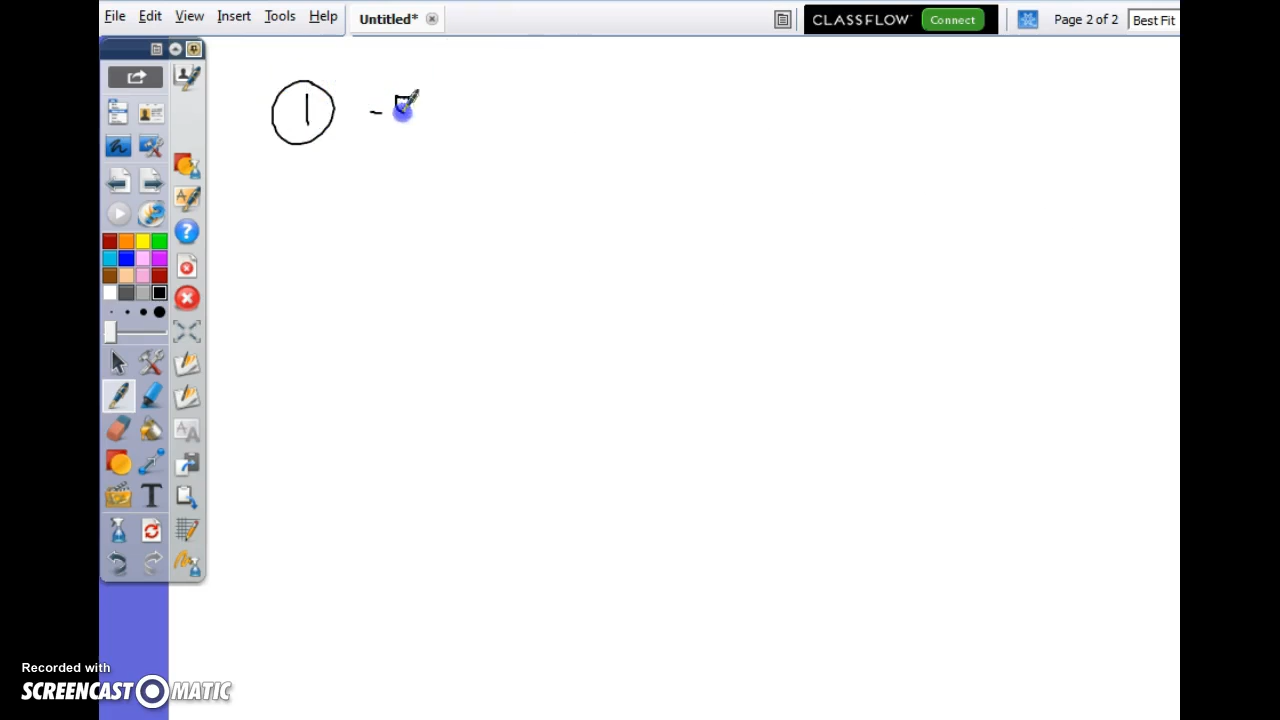 File Edit View Insert Tools Help Untitled* CLASSFLOW Connect Page 2 of 2 Best Fit
1 -
Recorded with
SCREENCAST MATIC